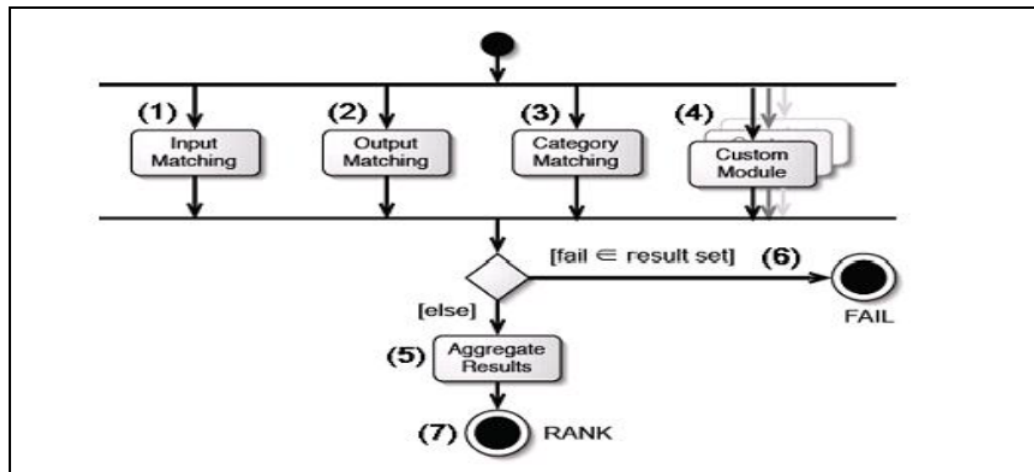 (1)
Input
Matching
(2)
Output
Matching
(3)
Category
Matching
(4)
Custom
Module
[fail ∈ result set]
(6)
FAIL
[else]
(5)
Aggregate
Results
(7)
RANK